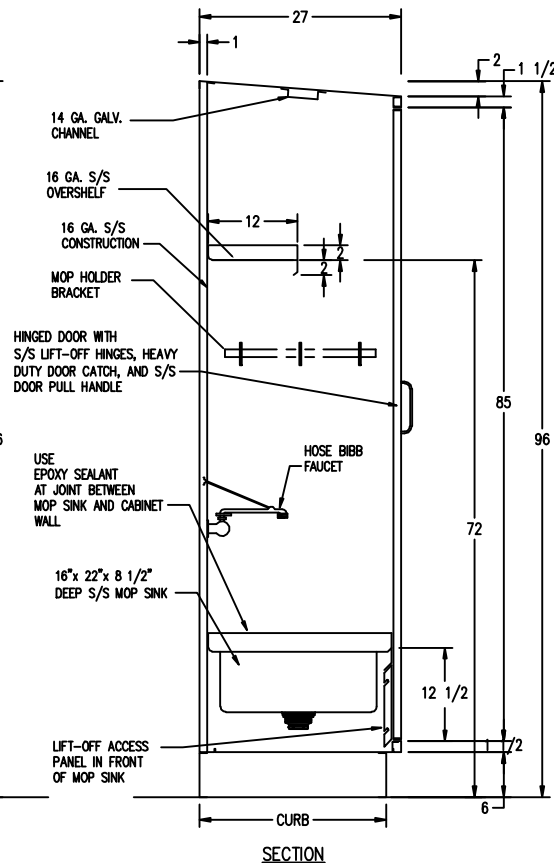 27
1
2
1 1/2
14 GA. GALV.
CHANNEL
16 GA. S/S
OVERSHELF
12
16 GA. S/S
CONSTRUCTION
2
2
MOP HOLDER
BRACKET
HINGED DOOR WITH
S/S LIFT-OFF HINGES, HEAVY
DUTY DOOR CATCH, AND S/S
DOOR PULL HANDLE
85
96
6
USE
EPOXY SEALANT
AT JOINT BETWEEN
MOP SINK AND CABINET
WALL
HOSE BIBB
FAUCET
72
16"x 22"x 8 1/2"
DEEP S/S MOP SINK
12 1/2
LIFT-OFF ACCESS
PANEL IN FRONT
OF MOP SINK
1/2
6
CURB
SECTION